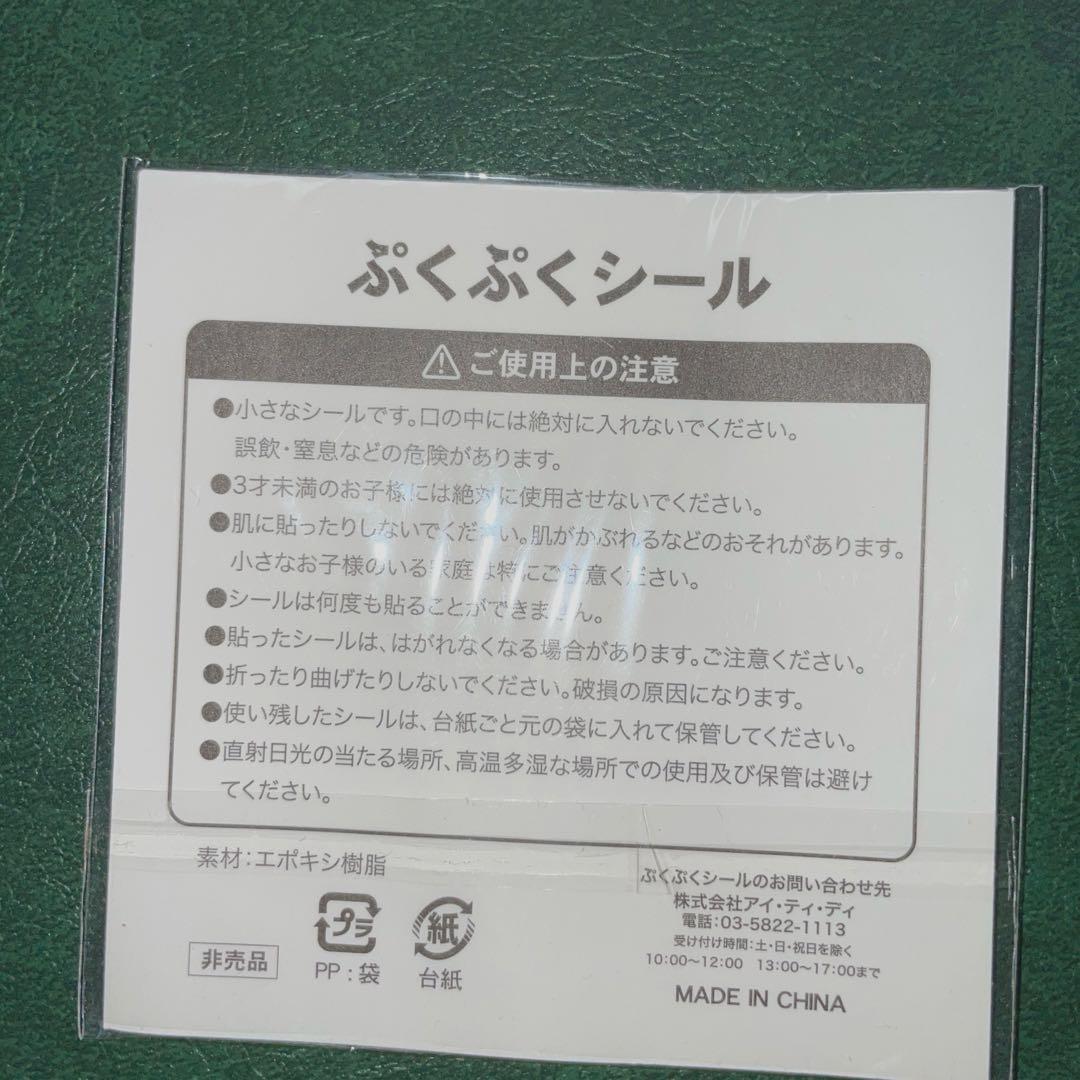 ぷくぷくシール
ご使用上の注意
●小さなシールです。口の中には絶対に入れないでください。
誤飲・窒息などの危険があります。
●3才未満のお子様には絶対に使用させないでください。
●肌に貼ったりしないでください。肌がかぶれるなどのおそれがあります。
小さなお子様のいる家庭は特にご注意ください。
●シールは何度も貼ることができません。
●貼ったシールは、はがれなくなる場合があります。ご注意ください。
●折ったり曲げたりしないでください。破損の原因になります。
●使い残したシールは、台紙ごと元の袋に入れて保管してください。
●直射日光の当たる場所、高温多湿な場所での使用及び保管は避け
てください。
素材:エポキシ樹脂
非売品
プラ
PP:袋
紙
台紙
ぷくぷくシールのお問い合わせ先
株式会社アイ・ティ・ディ
電話:03-5822-1113
受け付け時間:土・日・祝日を除く
10:00〜12:00 13:00〜17:00まで
MADE IN CHINA